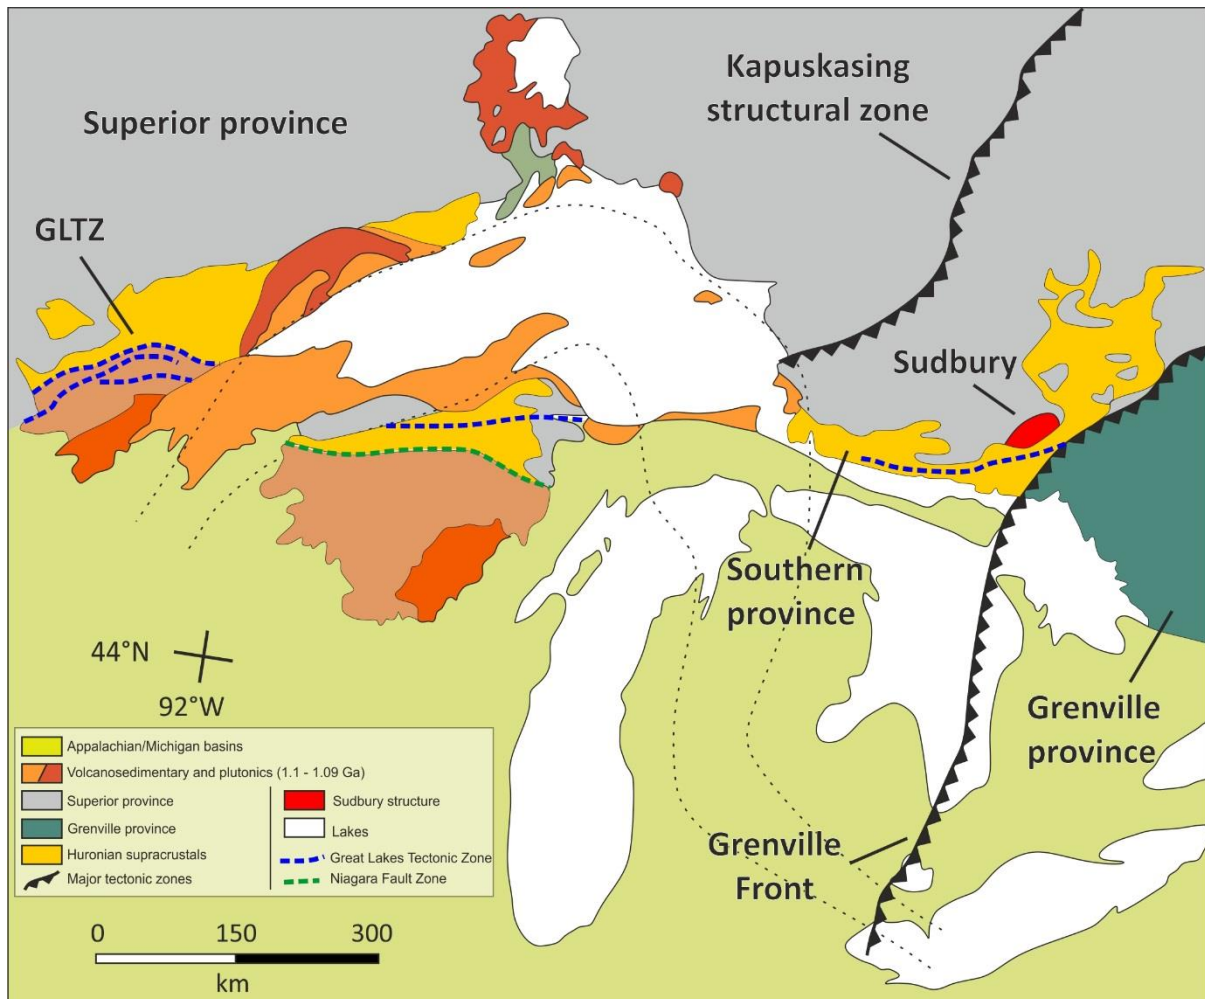 Kapuskasing
structural zone
Superior province
GLTZ
Sudbury
Southern
province
44°N
92°W
Grenville
province
Grenville
Front
Appalachian/Michigan basins
Volcanosedimentary and plutonics (1.1 - 1.09 Ga)
Superior province
Sudbury structure
Grenville province
Lakes
Huronian supracrustals
Great Lakes Tectonic Zone
Major tectonic zones
Niagara Fault Zone
0 150 300
km